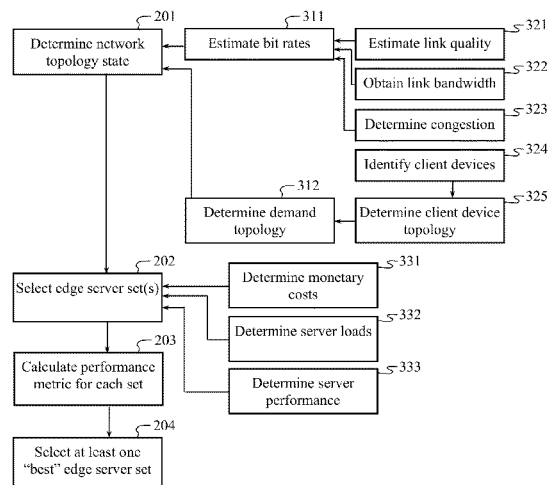 201
Determine network
topology state
311
Estimate bit rates
321
Estimate link quality
322
Obtain link bandwidth
323
Determine congestion
324
Identify client devices
325
Determine client device
topology
312
Determine demand
topology
202
Select edge server set(s)
331
Determine monetary
costs
332
Determine server loads
333
Determine server
performance
203
Calculate performance
metric for each set
204
Select at least one
“best” edge server set